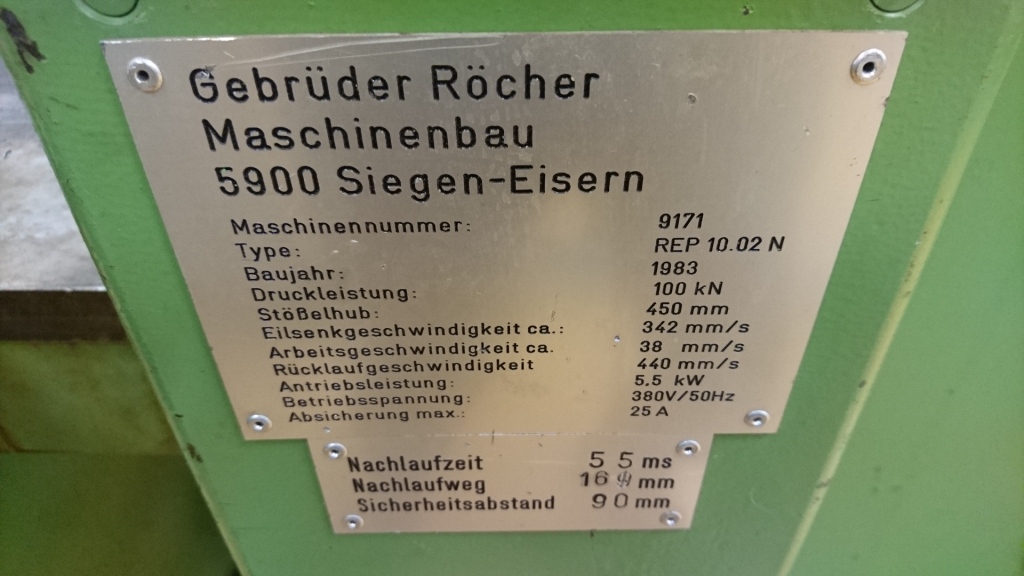 Gebrüder Röcher
Maschinenbau
5900 Siegen-Eisern
Maschinennummer: 9171
Type: REP 10.02 N
Baujahr: 1983
Druckleistung: 100 kN
Stößelhub: 450 mm
Eilsenkgeschwindigkeit ca.: 342 mm/s
Arbeitsgeschwindigkeit ca. 38 mm/s
Rücklaufgeschwindigkeit 440 mm/s
Antriebsleistung: 5,5 kW
Betriebsspannung: 380V/50Hz
Absicherung max.: 25 A
Nachlaufzeit 55 ms
Nachlaufweg mm
Sicherheitsabstand 90 mm